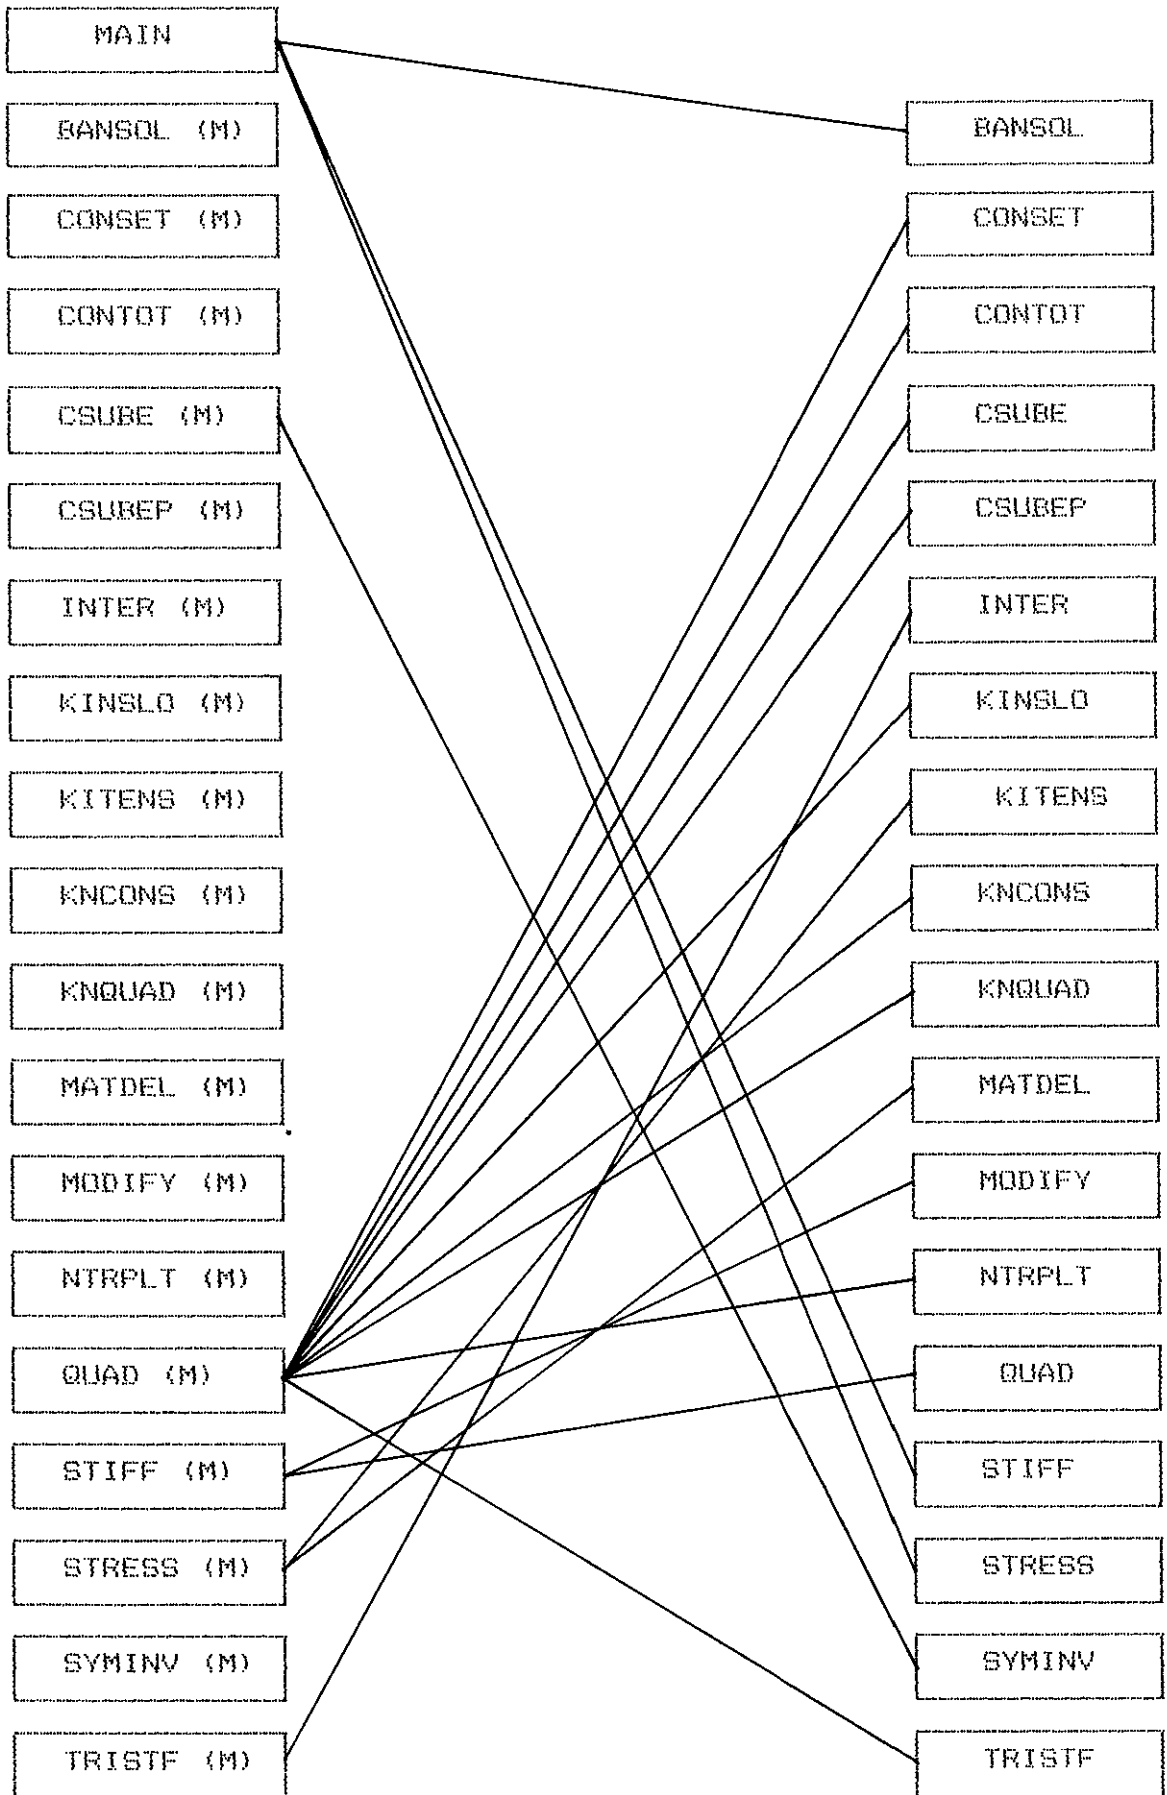 MAIN
BANSOL (M) BANSOL
CONSET (M) CONSET
CONTOT (M) CONTOT
CSUBE (M) CSUBE
CSUBEP (M) CSUBEP
INTER (M) INTER
KINSLO (M) KINSLO
KITENS (M) KITENS
KNCONS (M) KNCONS
KNQUAD (M) KNQUAD
MATDEL (M) MATDEL
MODIFY (M) MODIFY
NTRPLT (M) NTRPLT
QUAD (M) QUAD
STIFF (M) STIFF
STRESS (M) STRESS
SYMINV (M) SYMINV
TRISTF (M) TRISTF